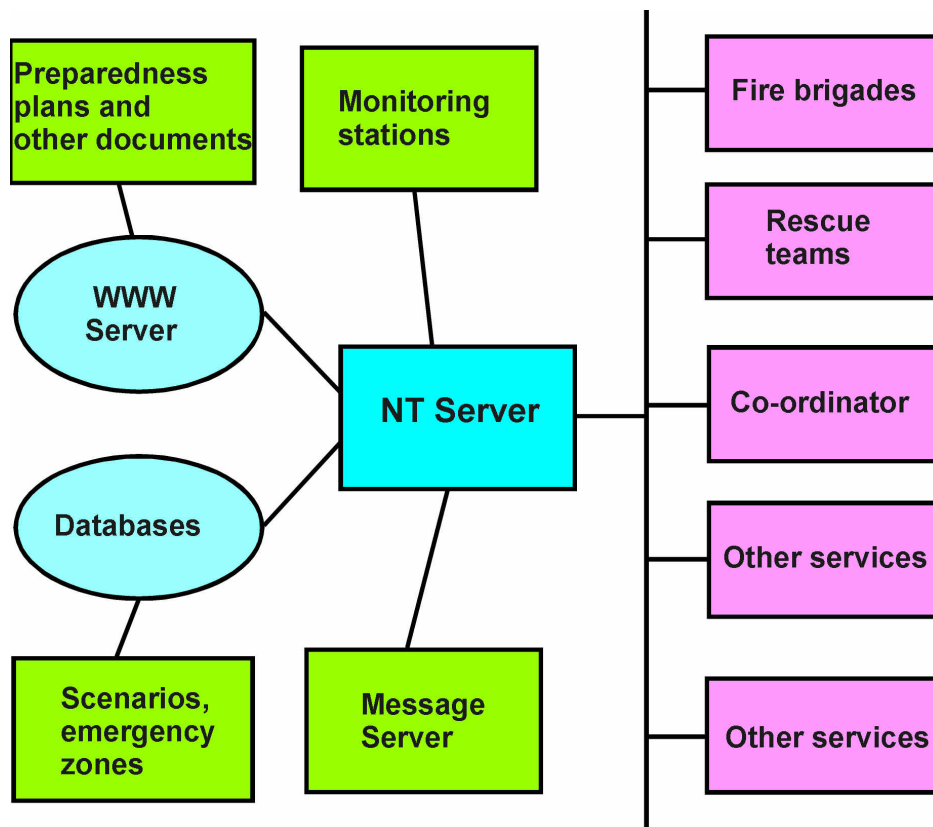 Preparedness
plans and
other documents
Monitoring
stations
Fire brigades
Rescue
teams
WWW
Server
NT Server
Co-ordinator
Databases
Other services
Scenarios,
emergency
zones
Message
Server
Other services